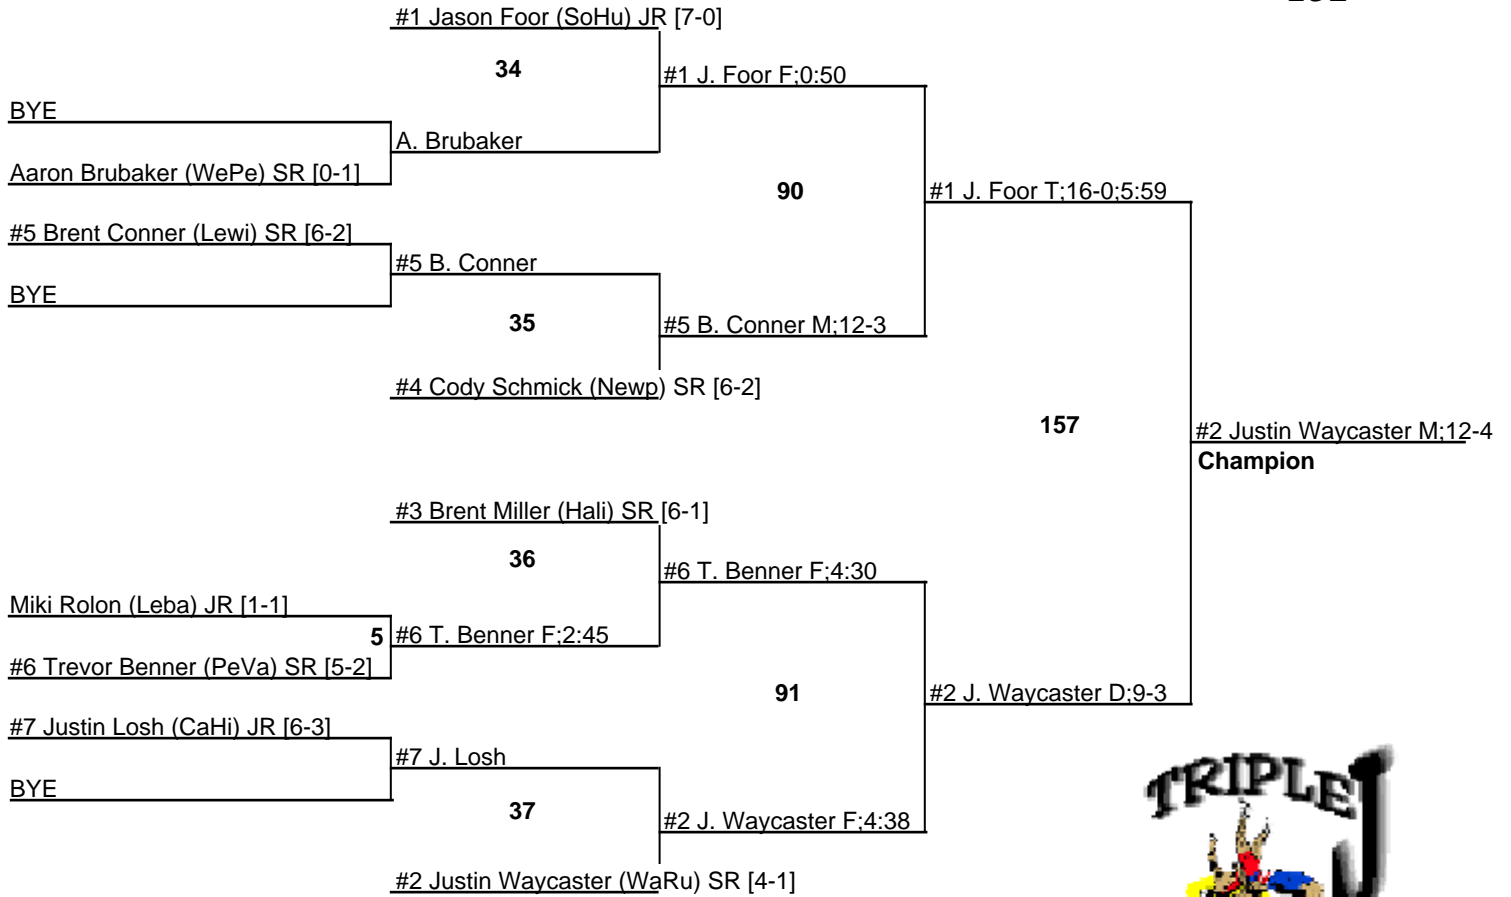 #1 Jason Foor (SoHu) JR [7-0]
34
#1 J. Foor F;0:50
BYE
A. Brubaker
Aaron Brubaker (WePe) SR [0-1]
90
#1 J. Foor T;16-0;5:59
#5 Brent Conner (Lewi) SR [6-2]
#5 B. Conner
BYE
35
#5 B. Conner M;12-3
#4 Cody Schmick (Newp) SR [6-2]
157
#2 Justin Waycaster M;12-4
Champion
#3 Brent Miller (Hali) SR [6-1]
36
#6 T. Benner F;4:30
Miki Rolon (Leba) JR [1-1]
5
#6 T. Benner F;2:45
#6 Trevor Benner (PeVa) SR [5-2]
91
#2 J. Waycaster D;9-3
#7 Justin Losh (CaHi) JR [6-3]
#7 J. Losh
BYE
37
#2 J. Waycaster F;4:38
#2 Justin Waycaster (WaRu) SR [4-1]
TRIPLE J